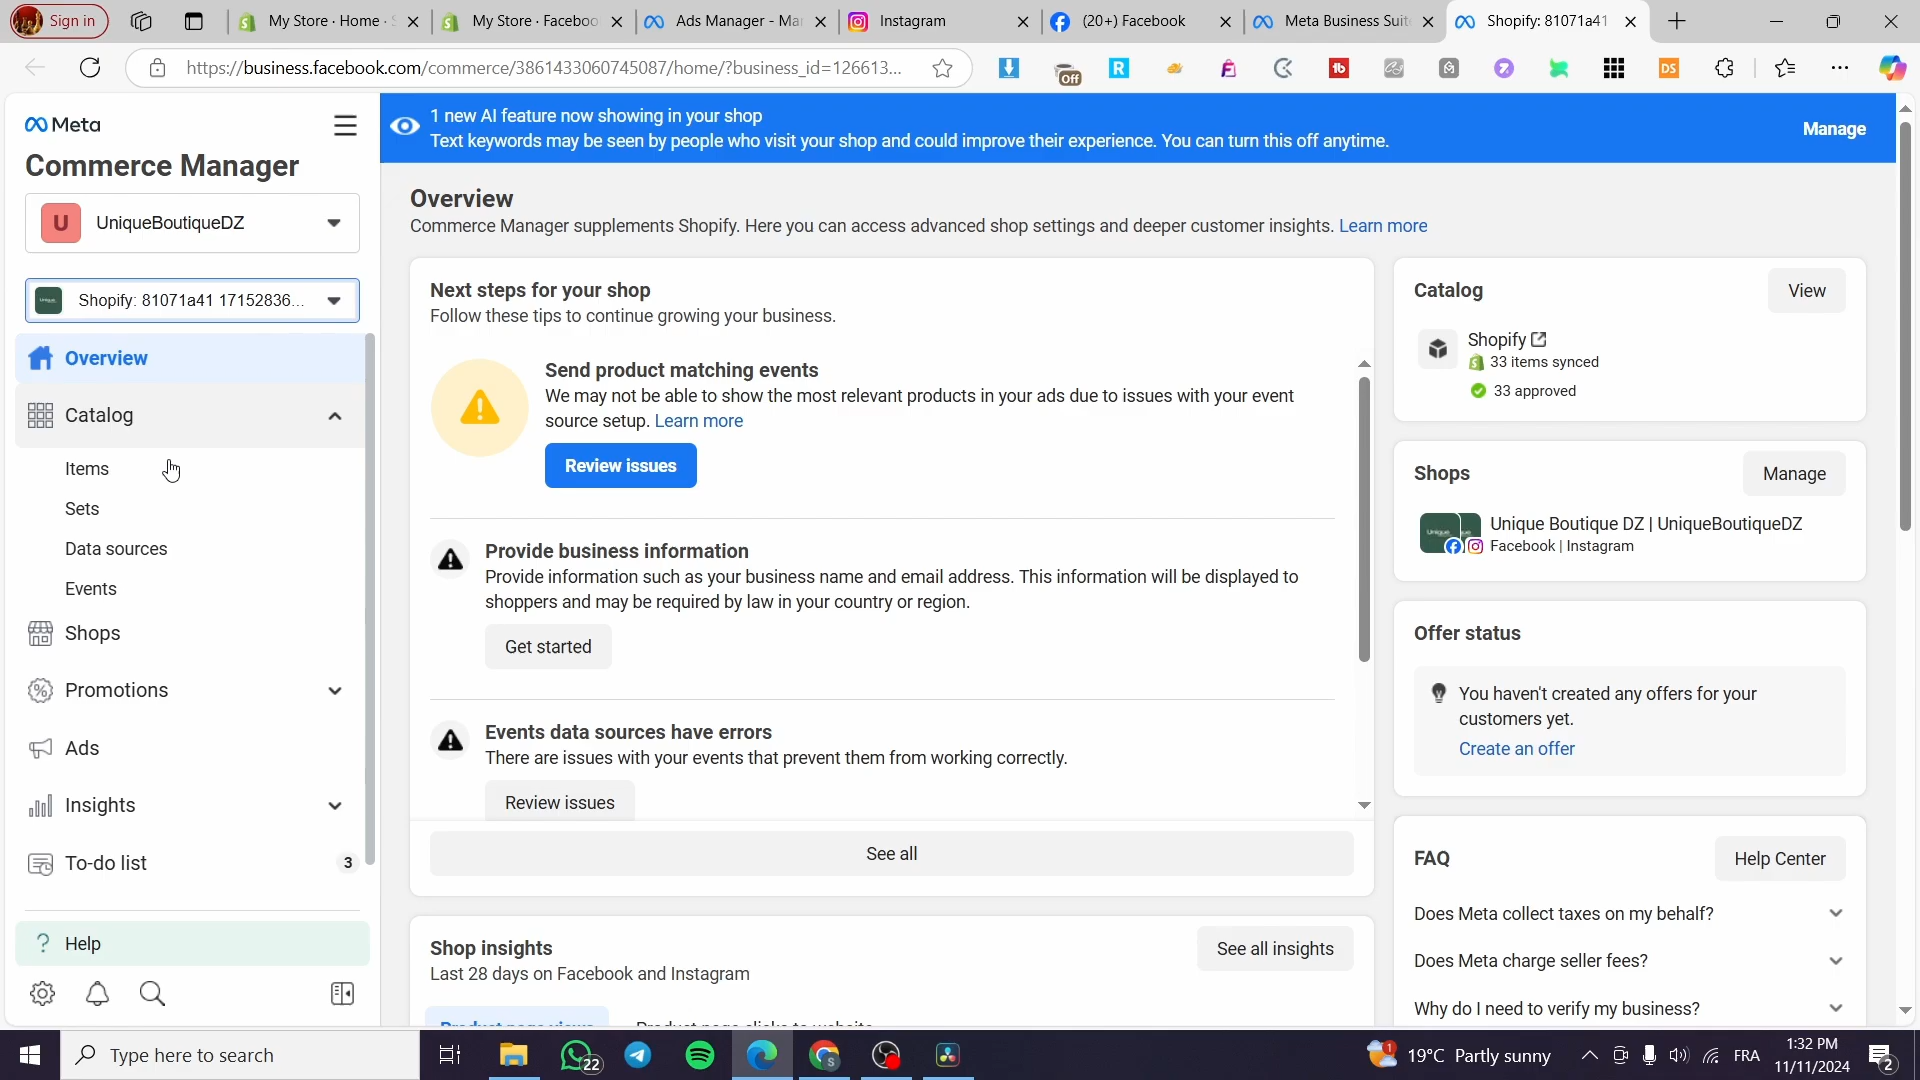 Sign in
My Store · Home · S
My Store · Faceboo
Ads Manager - Ma
Instagram
(20+) Facebook
Meta Business Suit
Shopify: 81071a41
https://business.facebook.com/commerce/3861433060745087/home/?business_id=126613...
Off
Meta
Commerce Manager
U UniqueBoutiqueDZ
Shopify: 81071a41 17152836...
Overview
Catalog
Items
Sets
Data sources
Events
Shops
Promotions
Ads
Insights
To-do list 3
Help
1 new AI feature now showing in your shop
Text keywords may be seen by people who visit your shop and could improve their experience. You can turn this off anytime.
Manage
Overview
Commerce Manager supplements Shopify. Here you can access advanced shop settings and deeper customer insights. Learn more
Next steps for your shop
Follow these tips to continue growing your business.
Send product matching events
We may not be able to show the most relevant products in your ads due to issues with your event
source setup. Learn more
Review issues
Provide business information
Provide information such as your business name and email address. This information will be displayed to
shoppers and may be required by law in your country or region.
Get started
Events data sources have errors
There are issues with your events that prevent them from working correctly.
Review issues
See all
Shop insights
Last 28 days on Facebook and Instagram
See all insights
Product page views
Product page clicks to website
Catalog
View
Shopify
33 items synced
33 approved
Shops
Manage
Unique Boutique DZ | UniqueBoutiqueDZ
Facebook | Instagram
Offer status
You haven't created any offers for your
customers yet.
Create an offer
FAQ
Help Center
Does Meta collect taxes on my behalf?
Does Meta charge seller fees?
Why do I need to verify my business?
Type here to search
22
19°C Partly sunny
FRA
1:32 PM
11/11/2024
2